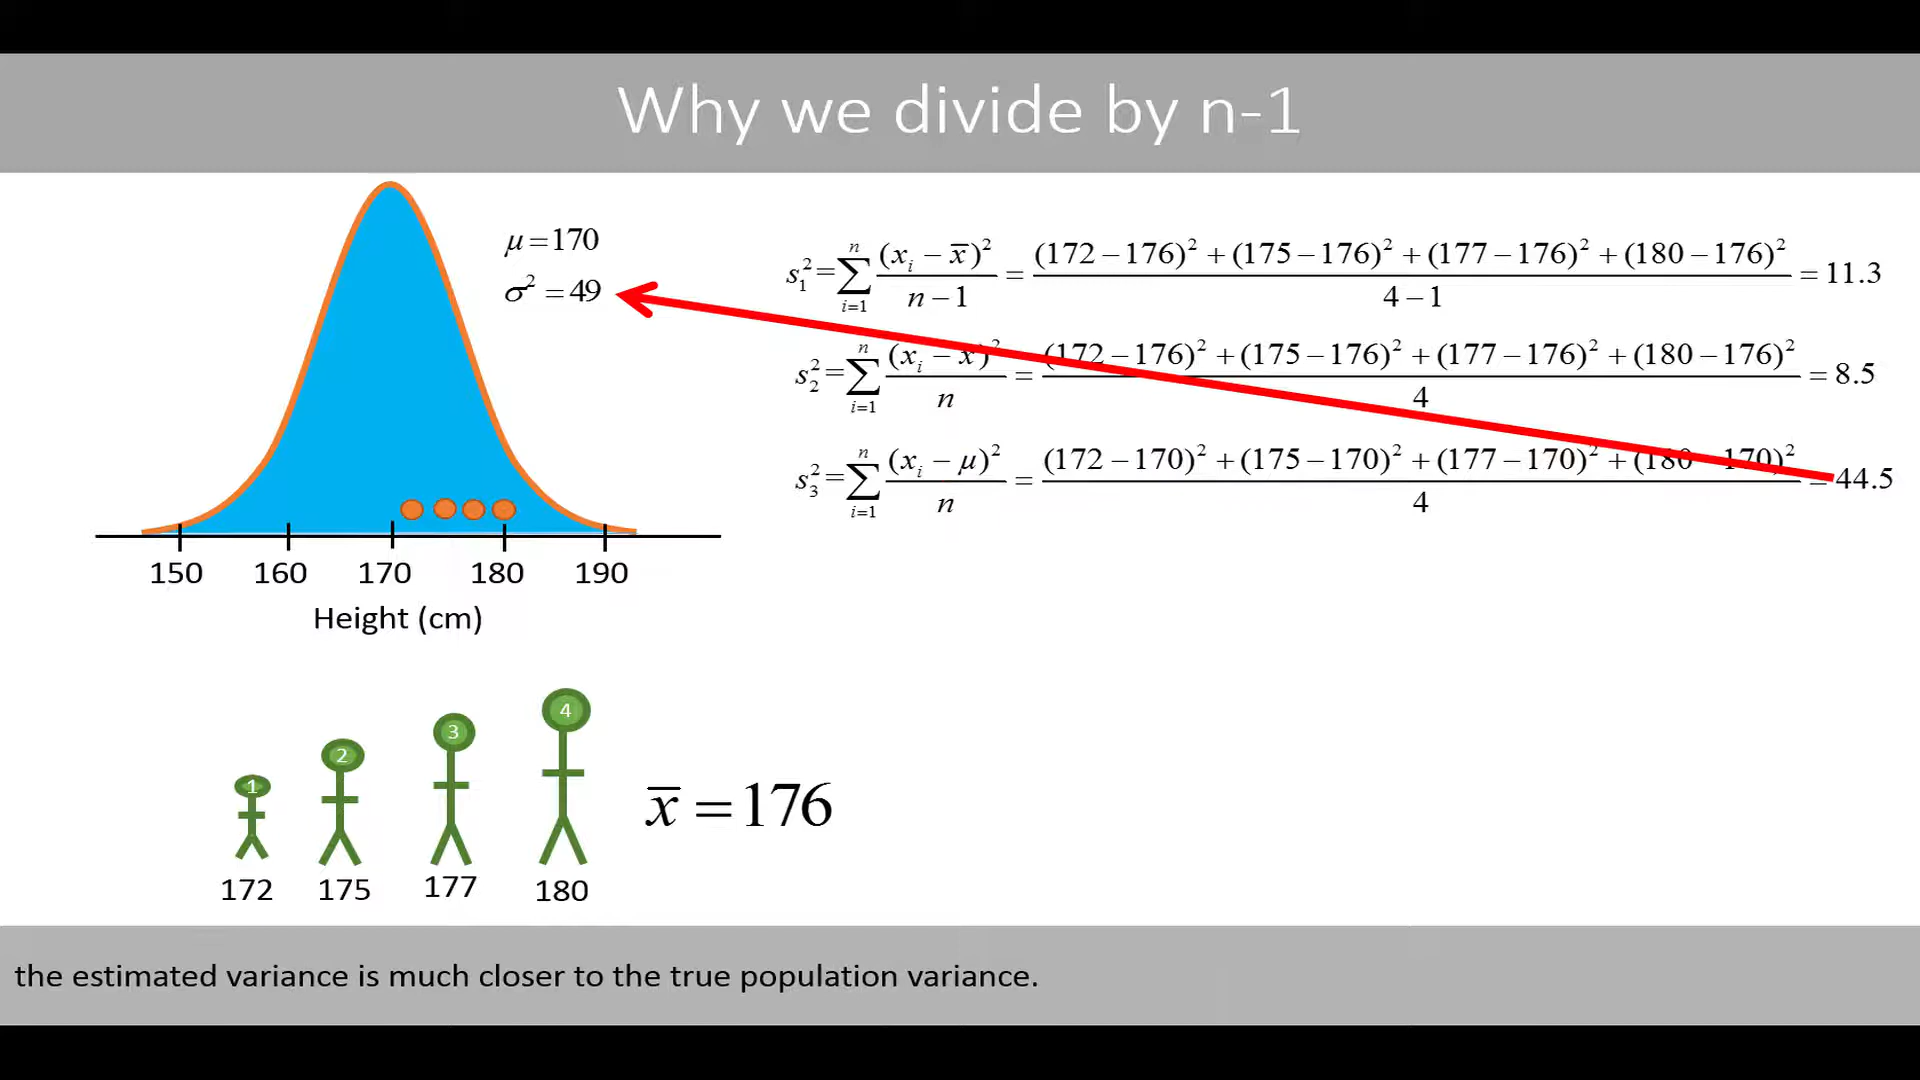 Why we divide by n-1
μ=170
σ² = 49
s₁²=∑ᵢ₌₁ⁿ (xᵢ − x̄)²/(n−1) = ((172−176)² + (175−176)² + (177−176)² + (180−176)²)/(4−1) = 11.3
s₂²=∑ᵢ₌₁ⁿ (xᵢ − x̄)²/n = ((172−176)² + (175−176)² + (177−176)² + (180−176)²)/4 = 8.5
s₃²=∑ᵢ₌₁ⁿ (xᵢ − μ)²/n = ((172−170)² + (175−170)² + (177−170)² + (180−170)²)/4 = 44.5
150 160 170 180 190
Height (cm)
1 2 3 4
x̄ = 176
172 175 177 180
the estimated variance is much closer to the true population variance.